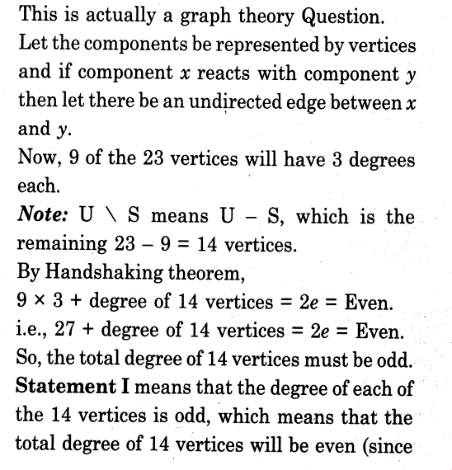 This is actually a graph theory Question.
Let the components be represented by vertices
and if component x reacts with component y
then let there be an undirected edge between x
and y.
Now, 9 of the 23 vertices will have 3 degrees
each.
Note: U \ S means U – S, which is the
remaining 23 – 9 = 14 vertices.
By Handshaking theorem,
9 × 3 + degree of 14 vertices = 2e = Even.
i.e., 27 + degree of 14 vertices = 2e = Even.
So, the total degree of 14 vertices must be odd.
Statement I means that the degree of each of
the 14 vertices is odd, which means that the
total degree of 14 vertices will be even (since